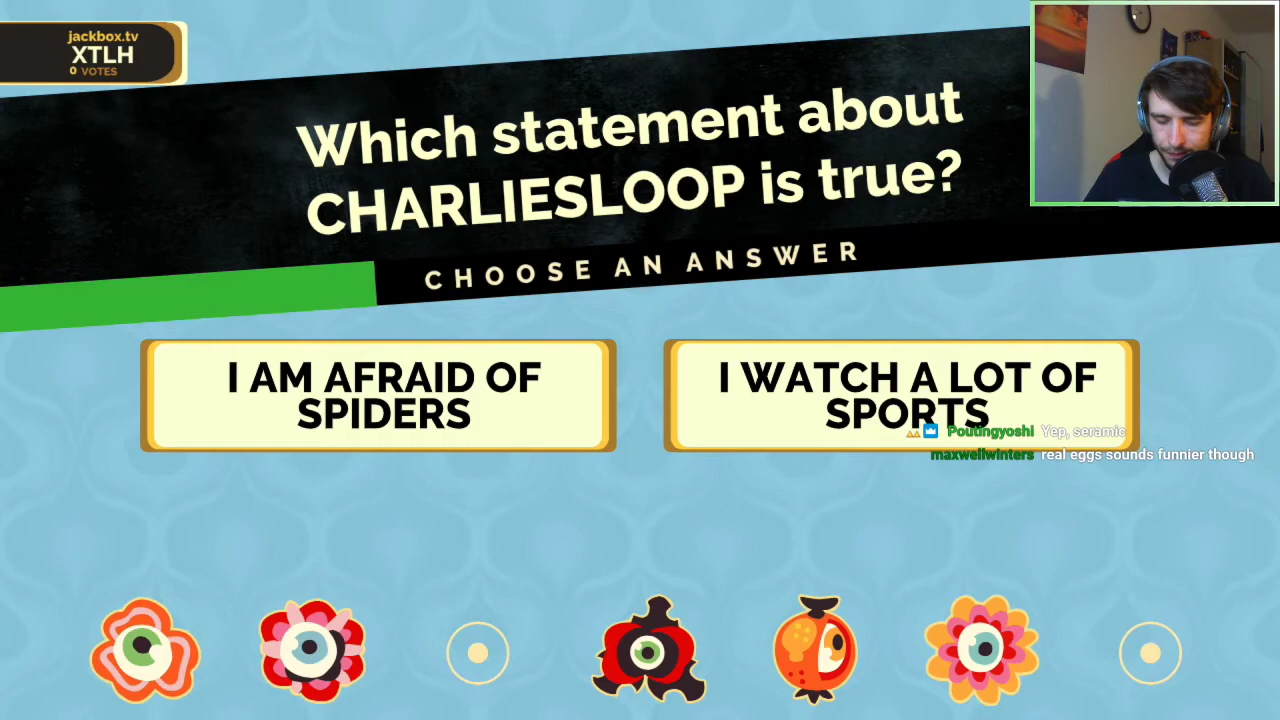 jackbox.tv
XTLH
0 VOTES
Which statement about
CHARLIESLOOP is true?
CHOOSE AN ANSWER
I AM AFRAID OF
SPIDERS
I WATCH A LOT OF
SPORTS
Poutingyoshi Yep, seramic
maxwellwinters real eggs sounds funnier though